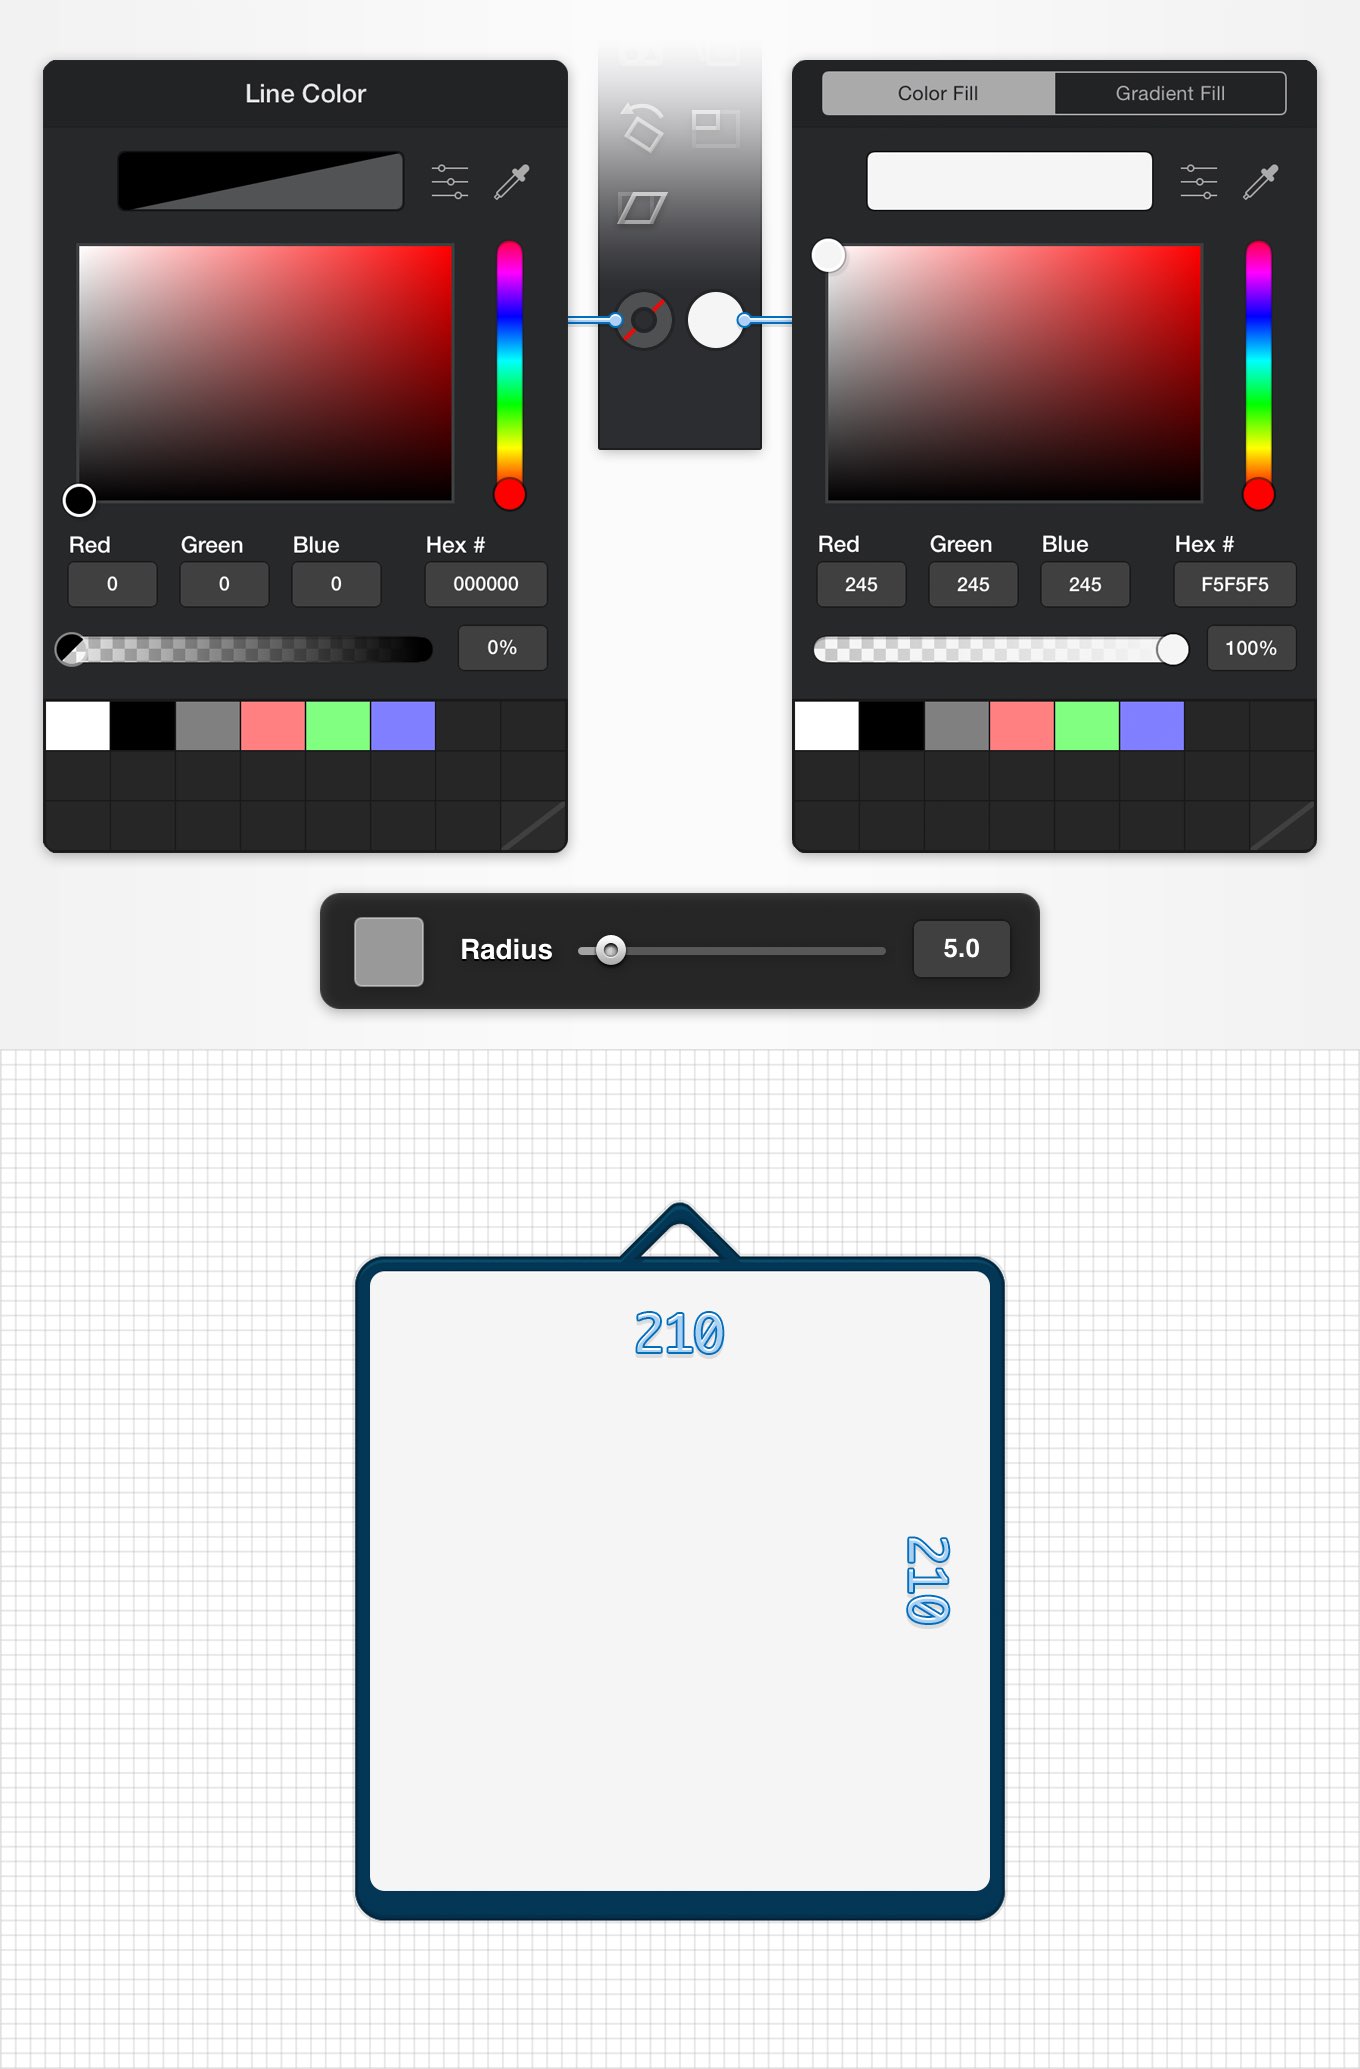 Line Color
Red Green Blue Hex #
0 0 0 000000
0%
Color Fill Gradient Fill
Red Green Blue Hex #
245 245 245 F5F5F5
100%
Radius 5.0
210
210